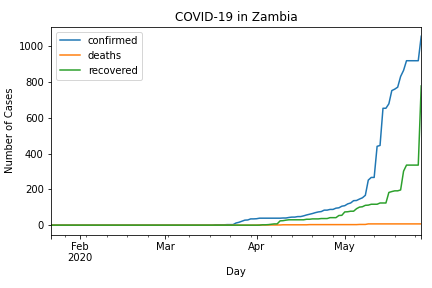 COVID-19 in Zambia
confirmed
deaths
recovered
Number of Cases
1000
800
600
400
200
0
Feb
2020
Mar
Apr
May
Day